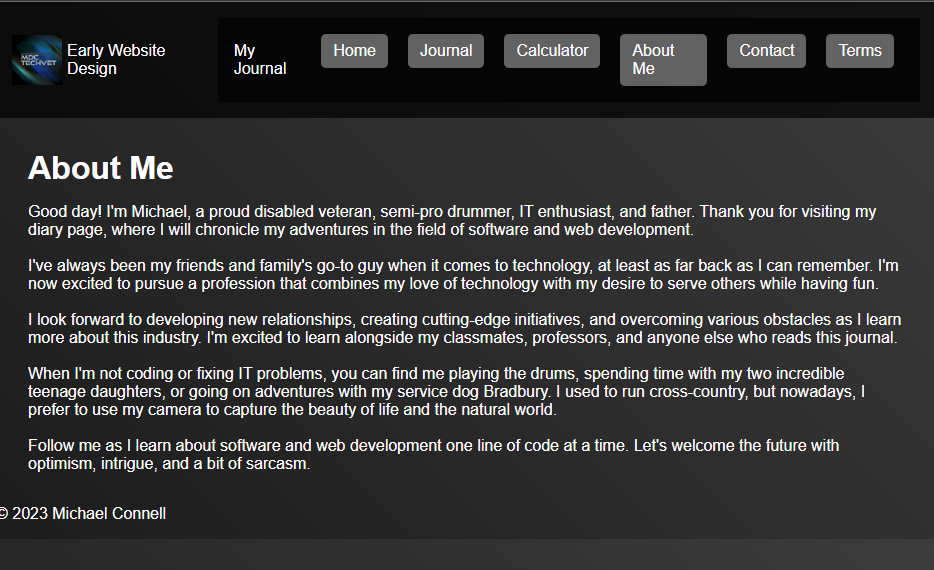 MDC
TECHVET
Early Website
Design
My
Journal
Home
Journal
Calculator
About
Me
Contact
Terms
About Me
Good day! I'm Michael, a proud disabled veteran, semi-pro drummer, IT enthusiast, and father. Thank you for visiting my
diary page, where I will chronicle my adventures in the field of software and web development.
I've always been my friends and family's go-to guy when it comes to technology, at least as far back as I can remember. I'm
now excited to pursue a profession that combines my love of technology with my desire to serve others while having fun.
I look forward to developing new relationships, creating cutting-edge initiatives, and overcoming various obstacles as I learn
more about this industry. I'm excited to learn alongside my classmates, professors, and anyone else who reads this journal.
When I'm not coding or fixing IT problems, you can find me playing the drums, spending time with my two incredible
teenage daughters, or going on adventures with my service dog Bradbury. I used to run cross-country, but nowadays, I
prefer to use my camera to capture the beauty of life and the natural world.
Follow me as I learn about software and web development one line of code at a time. Let's welcome the future with
optimism, intrigue, and a bit of sarcasm.
© 2023 Michael Connell